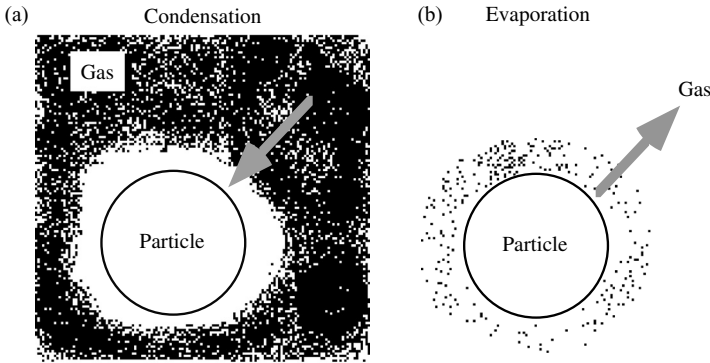 (a)
Condensation
Gas
Particle
(b)
Evaporation
Gas
Particle